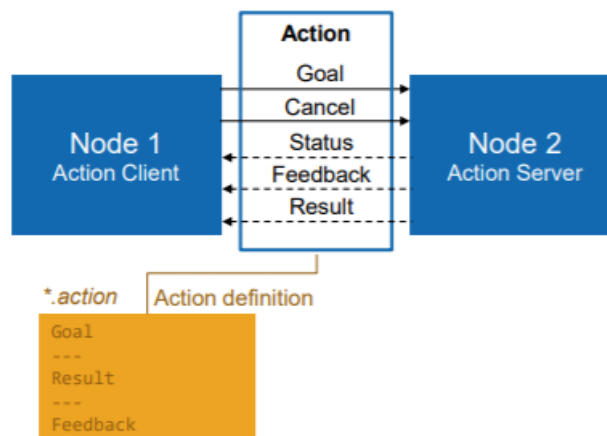 Action
Goal
Cancel
Status
Feedback
Result
Node 1
Action Client
Node 2
Action Server
*.action
Action definition
Goal
---
Result
---
Feedback